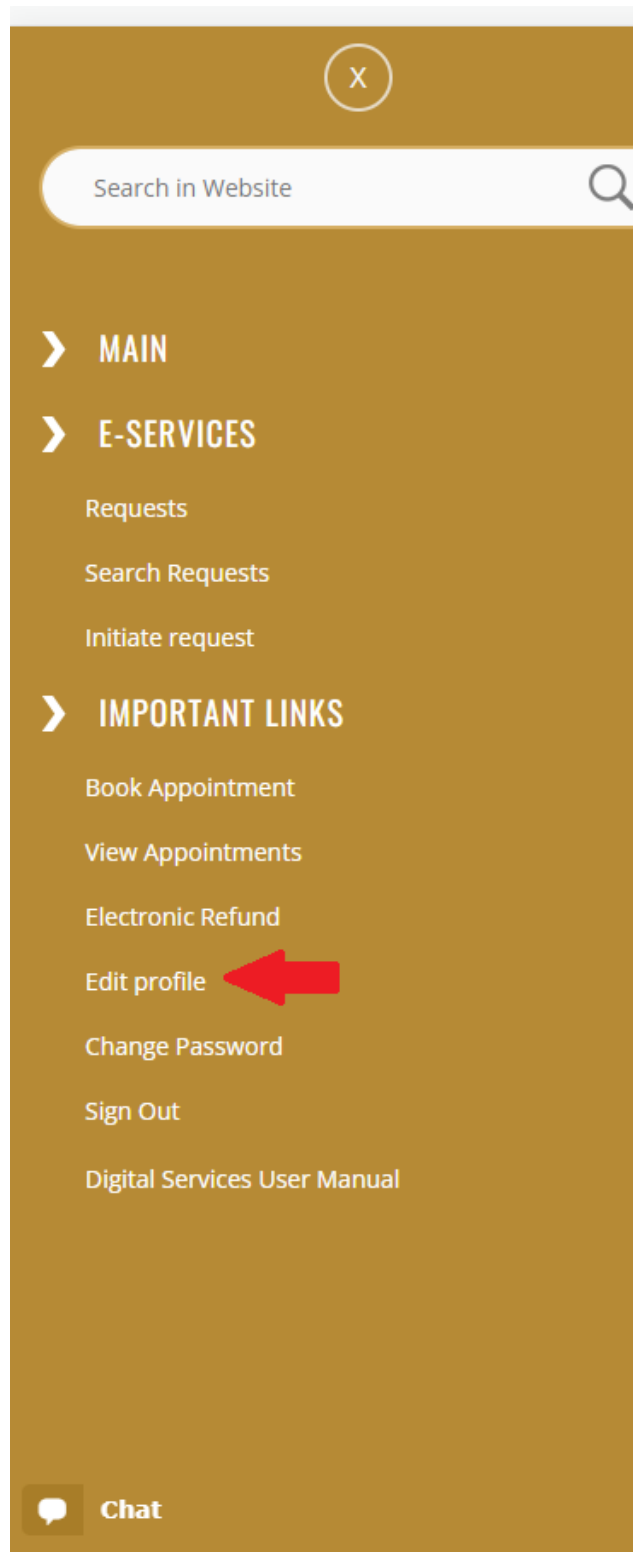 X
Search in Website
MAIN
E-SERVICES
Requests
Search Requests
Initiate request
IMPORTANT LINKS
Book Appointment
View Appointments
Electronic Refund
Edit profile
Change Password
Sign Out
Digital Services User Manual
Chat